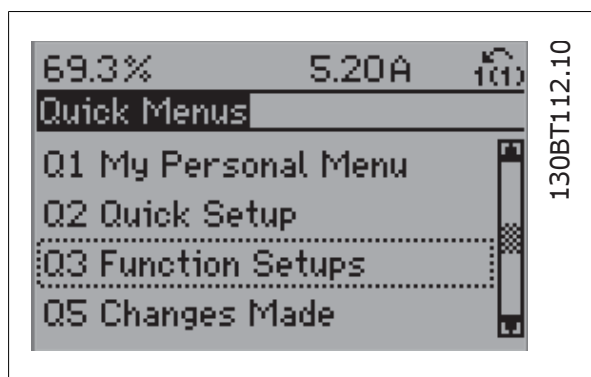 69.3% 5.20A 1(1)
Quick Menus
Q1 My Personal Menu
Q2 Quick Setup
Q3 Function Setups
Q5 Changes Made
130BT112.10